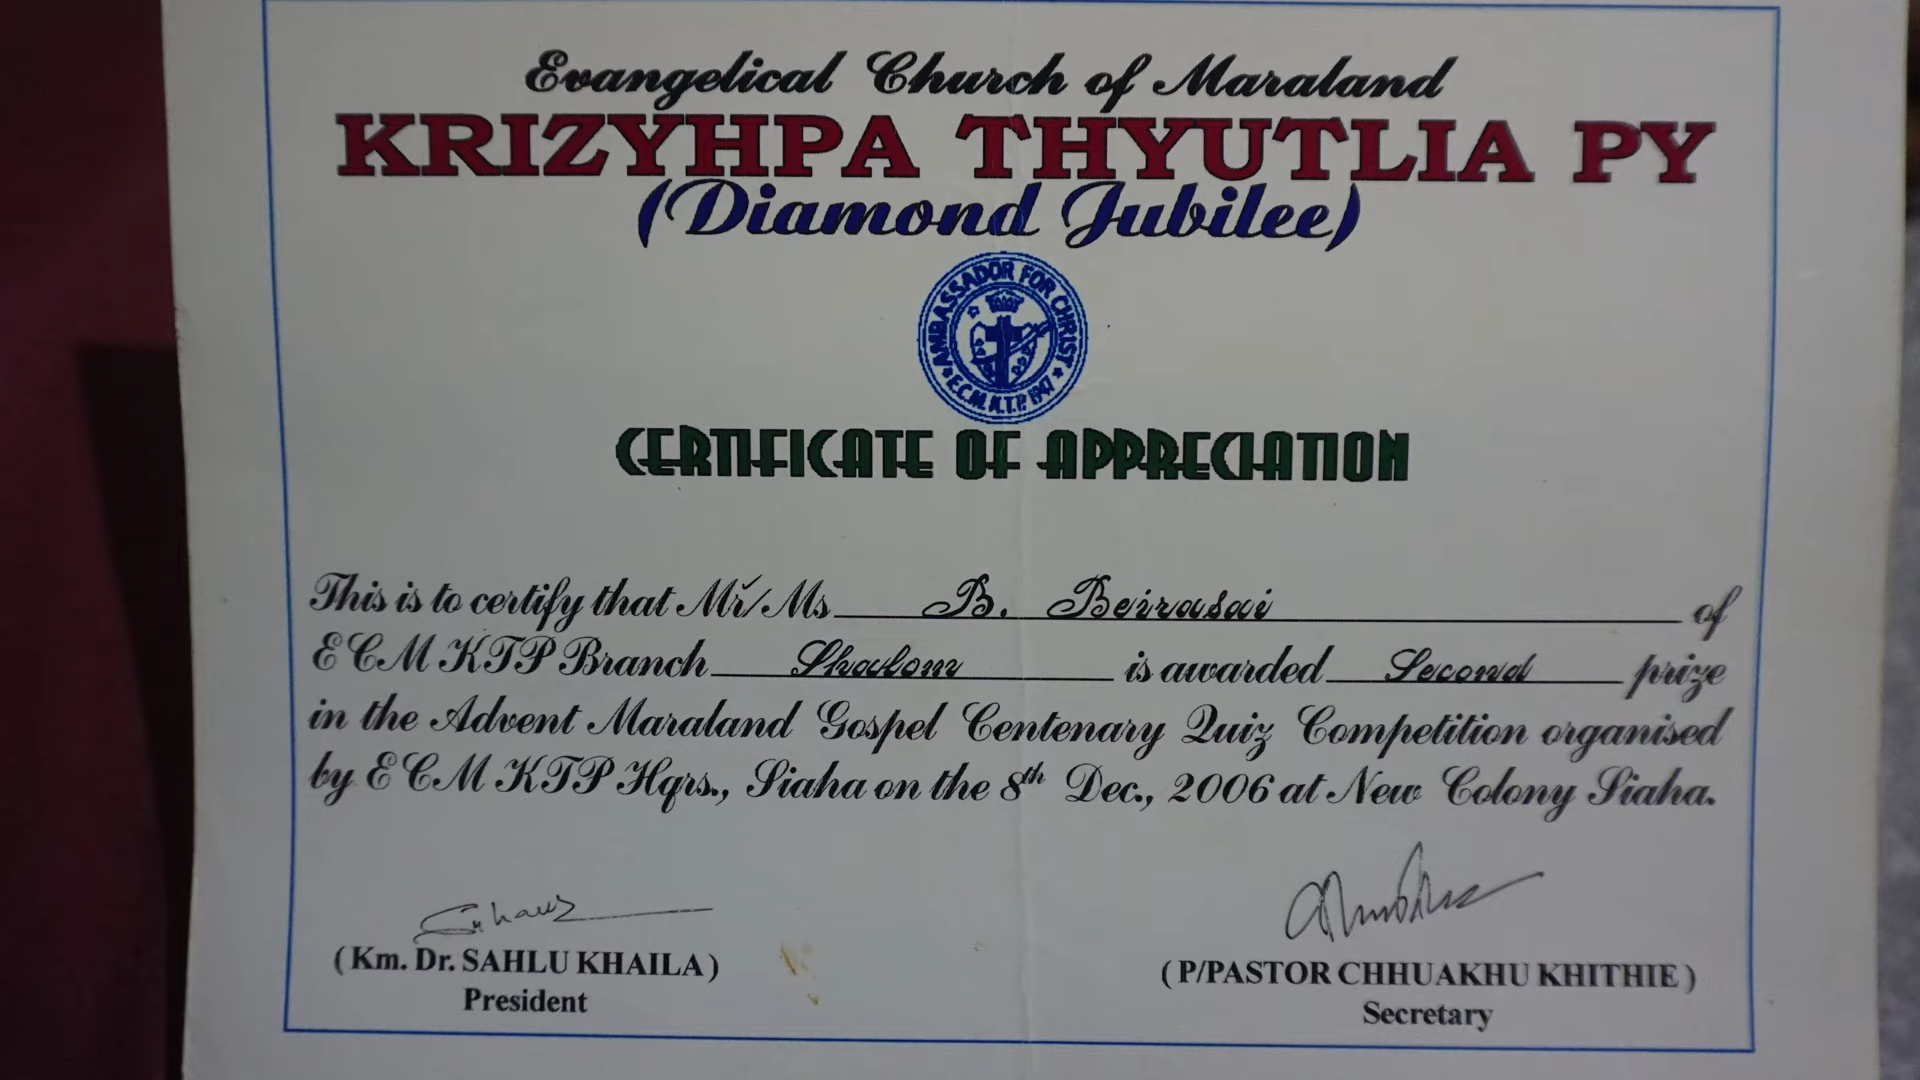 Evangelical Church of Maraland
KRIZYHPA THYUTLIA PY
(Diamond Jubilee)
AMBASSADOR FOR CHRIST
E.C.M. K.T.P. 1947
CERTIFICATE OF APPRECIATION
This is to certify that Mr/Ms B. Beirasai of
ECM KTP Branch Shalom is awarded Second prize
in the Advent Maraland Gospel Centenary Quiz Competition organised
by ECM KTP Hqrs., Siaha on the 8th Dec., 2006 at New Colony Siaha.
(Km. Dr. SAHLU KHAILA)
President
(P/PASTOR CHHUAKHU KHITHIE)
Secretary